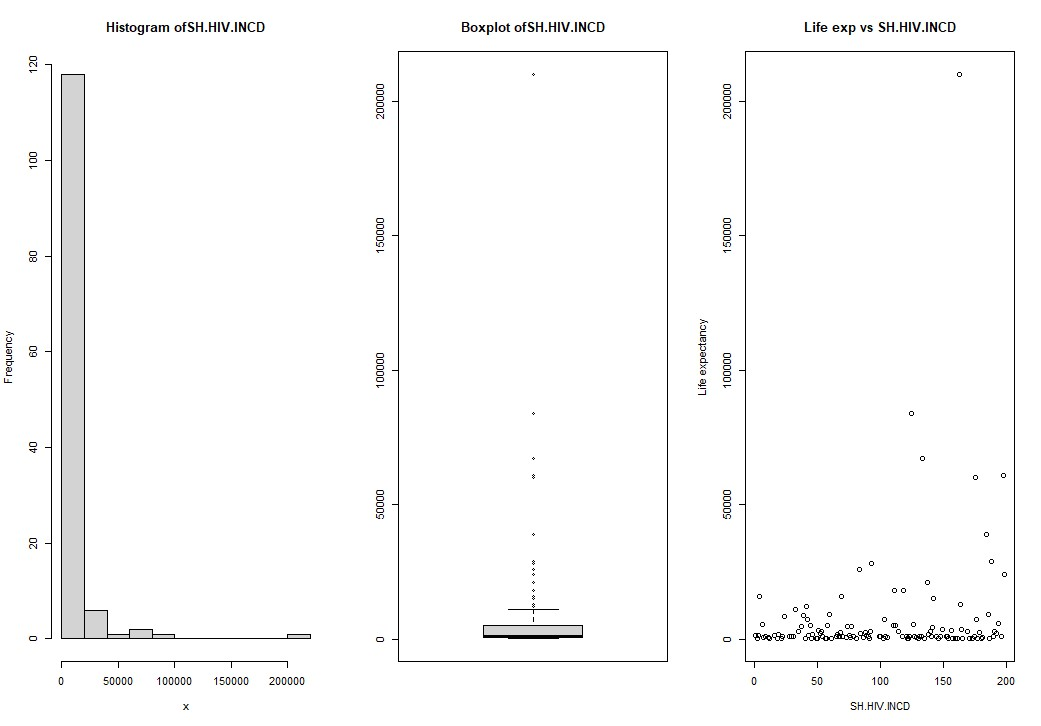 Histogram ofSH.HIV.INCD
Frequency
0
20
40
60
80
100
120
0 50000 100000 150000 200000
x
Boxplot ofSH.HIV.INCD
0
50000
100000
150000
200000
Life exp vs SH.HIV.INCD
Life expectancy
0
50000
100000
150000
200000
0 50 100 150 200
SH.HIV.INCD